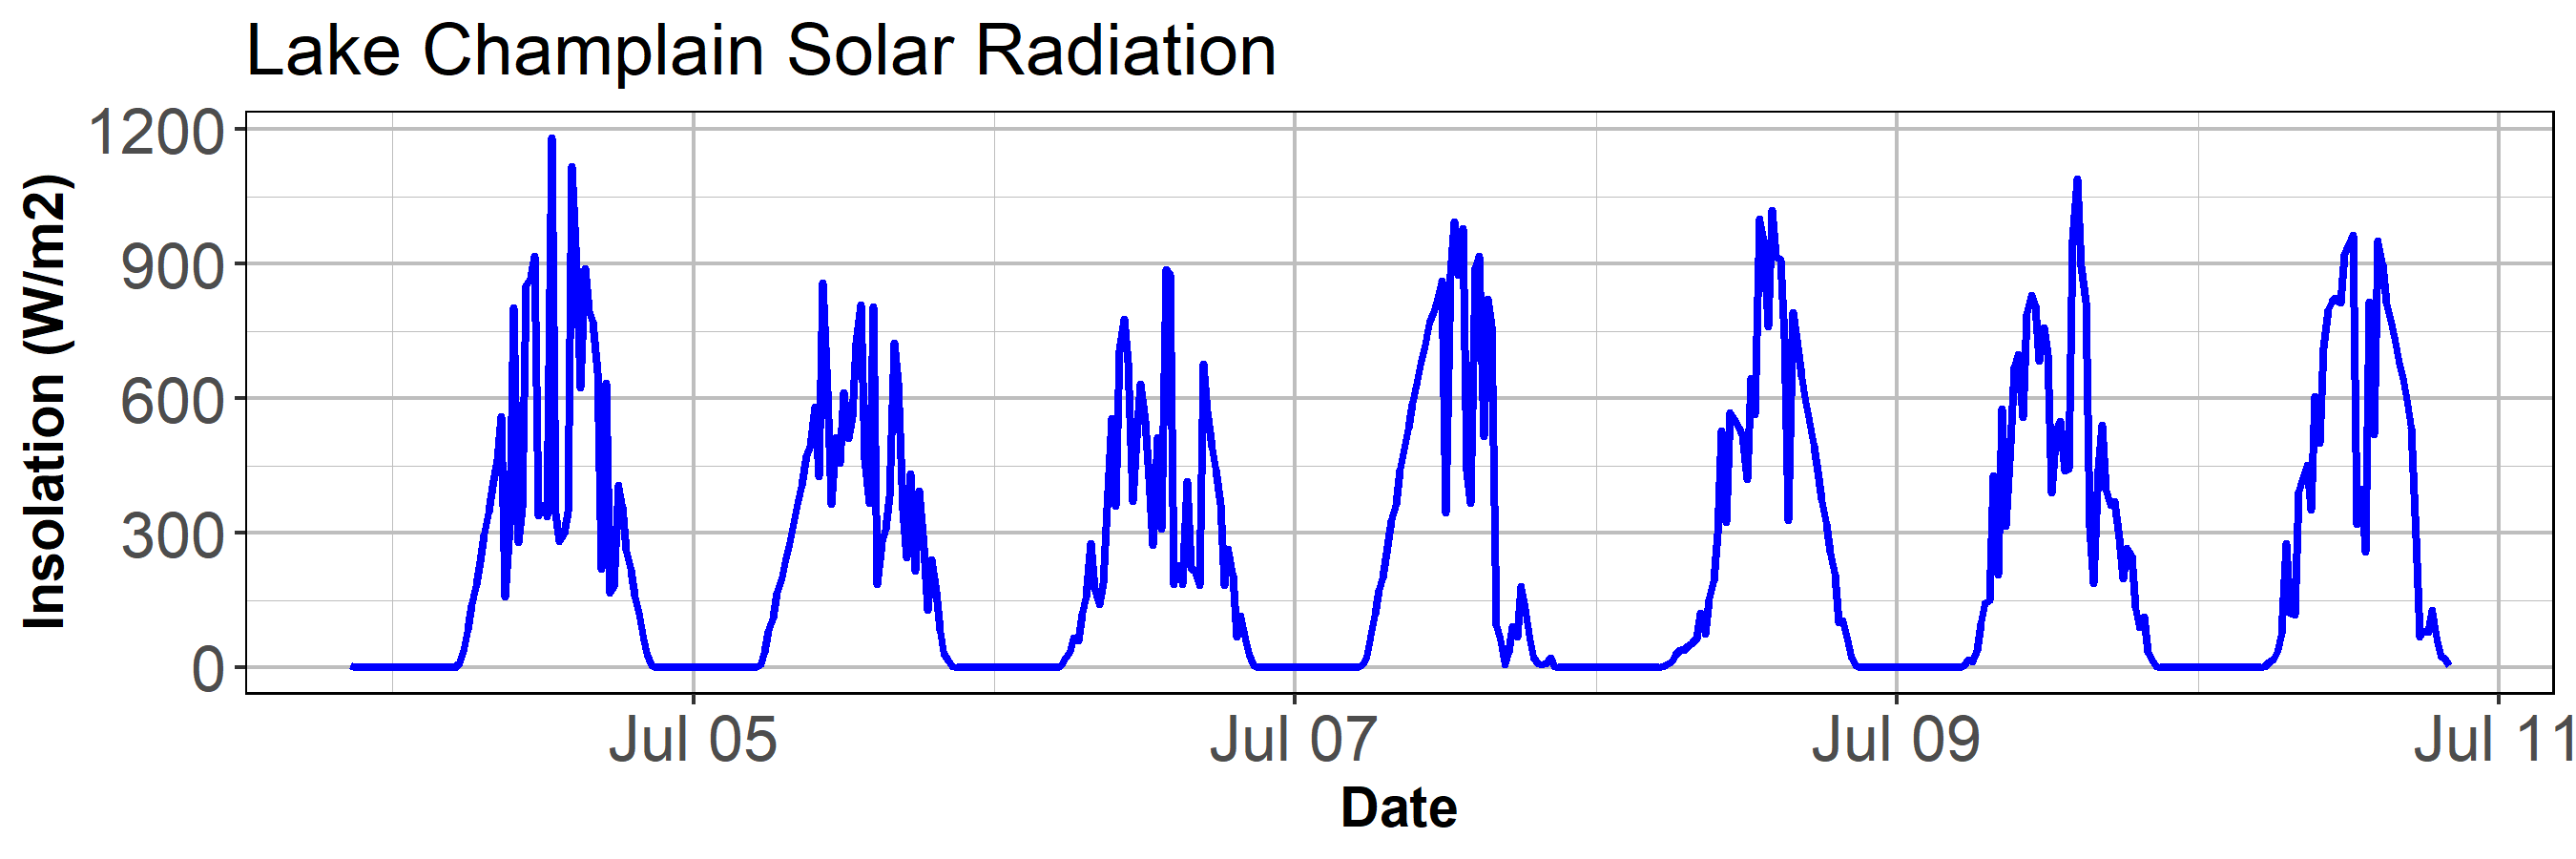 Lake Champlain Solar Radiation
1200
900
600
300
0
Insolation (W/m2)
Jul 05 Jul 07 Jul 09 Jul 11
Date